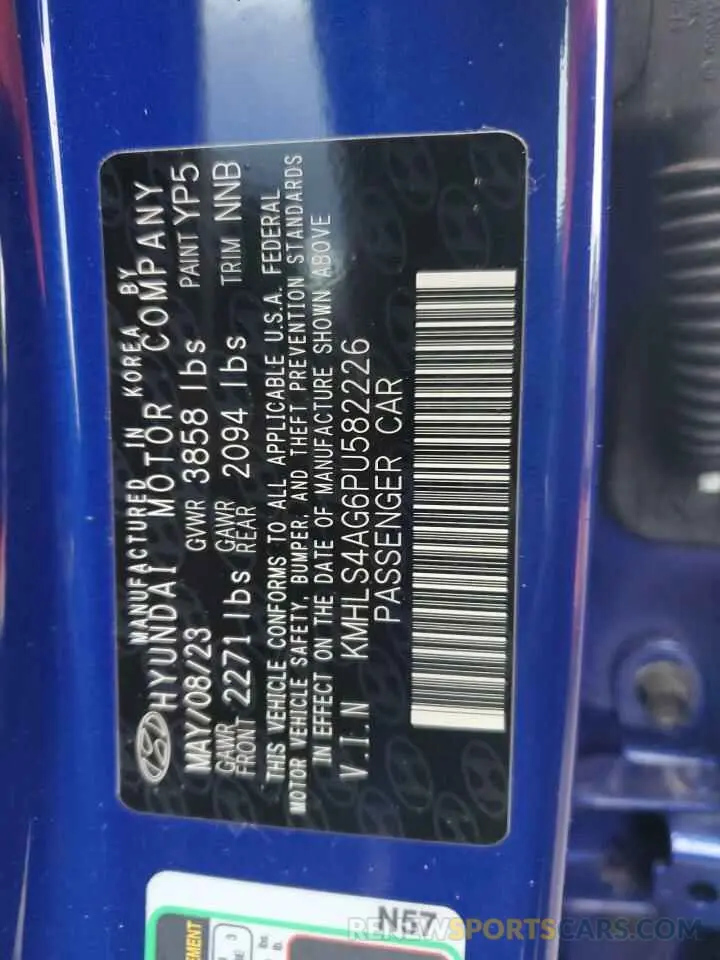 MANUFACTURED IN KOREA BY
HYUNDAI MOTOR COMPANY
MAY/08/23 GVWR 3858 lbs PAINT YP5
GAWR FRONT 2271 lbs GAWR REAR 2094 lbs TRIM NNB
THIS VEHICLE CONFORMS TO ALL APPLICABLE U.S.A. FEDERAL
MOTOR VEHICLE SAFETY, BUMPER, AND THEFT PREVENTION STANDARDS
IN EFFECT ON THE DATE OF MANUFACTURE SHOWN ABOVE
V.I.N KMHLS4AG6PU582226
PASSENGER CAR
N57
RENEWSPORTSCARS.COM